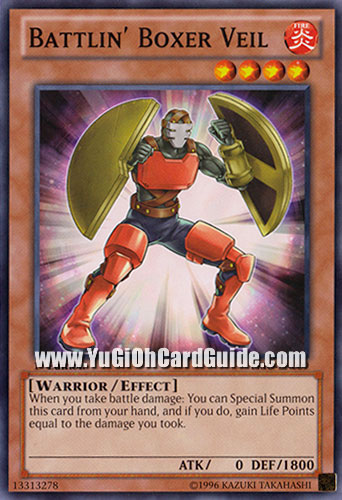 Battlin' Boxer Veil
FIRE
炎
www.YuGiOhCardGuide.com
[Warrior / Effect]
When you take battle damage: You can Special Summon
this card from your hand, and if you do, gain Life Points
equal to the damage you took.
ATK/ 0 DEF/1800
13313278
©1996 KAZUKI TAKAHASHI